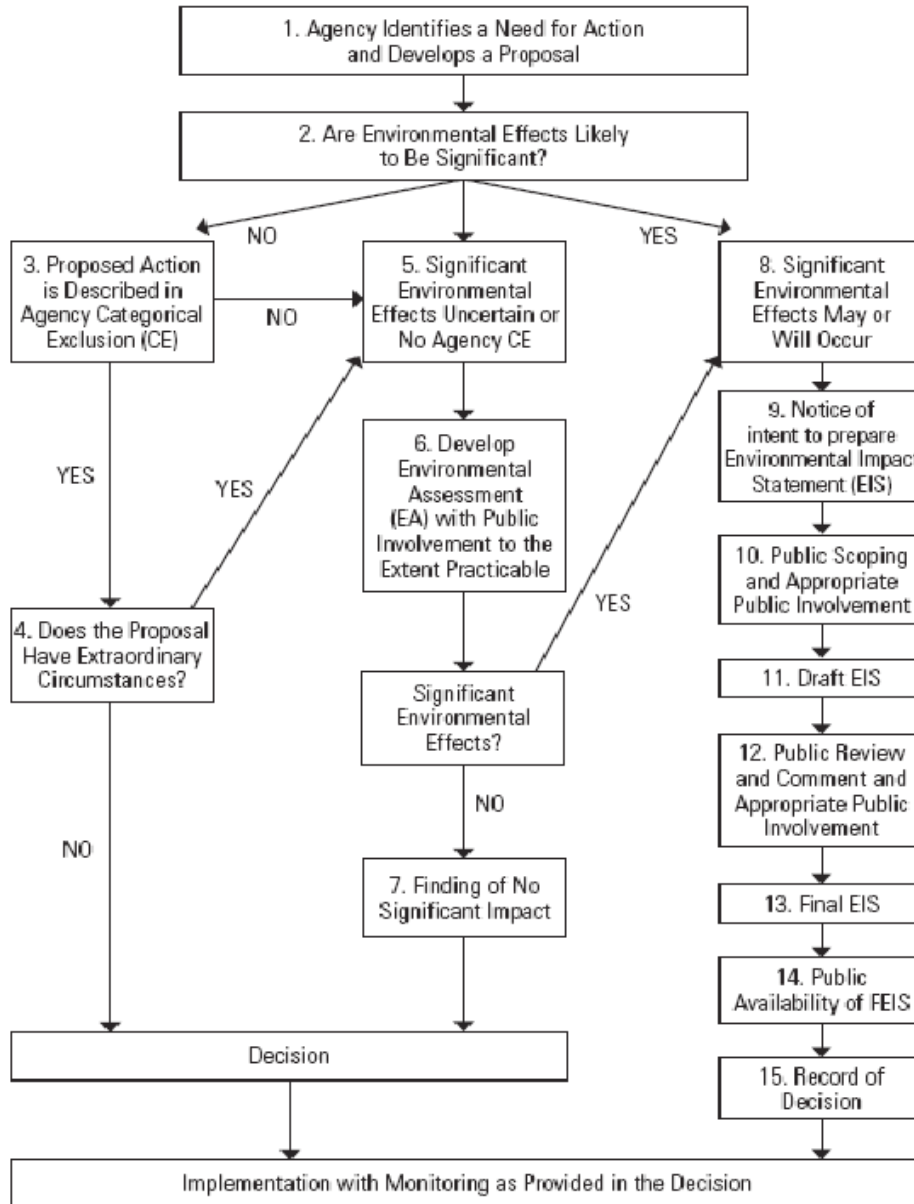 1. Agency Identifies a Need for Action
and Develops a Proposal
2. Are Environmental Effects Likely
to Be Significant?
NO
YES
3. Proposed Action
is Described in
Agency Categorical
Exclusion (CE)
NO
5. Significant
Environmental
Effects Uncertain or
No Agency CE
8. Significant
Environmental
Effects May or
Will Occur
YES
YES
6. Develop
Environmental
Assessment
(EA) with Public
Involvement to the
Extent Practicable
YES
9. Notice of
intent to prepare
Environmental Impact
Statement (EIS)
10. Public Scoping
and Appropriate
Public Involvement
4. Does the Proposal
Have Extraordinary
Circumstances?
Significant
Environmental
Effects?
11. Draft EIS
12. Public Review
and Comment and
Appropriate Public
Involvement
NO
NO
7. Finding of No
Significant Impact
13. Final EIS
14. Public
Availability of FEIS
Decision
15. Record of
Decision
Implementation with Monitoring as Provided in the Decision